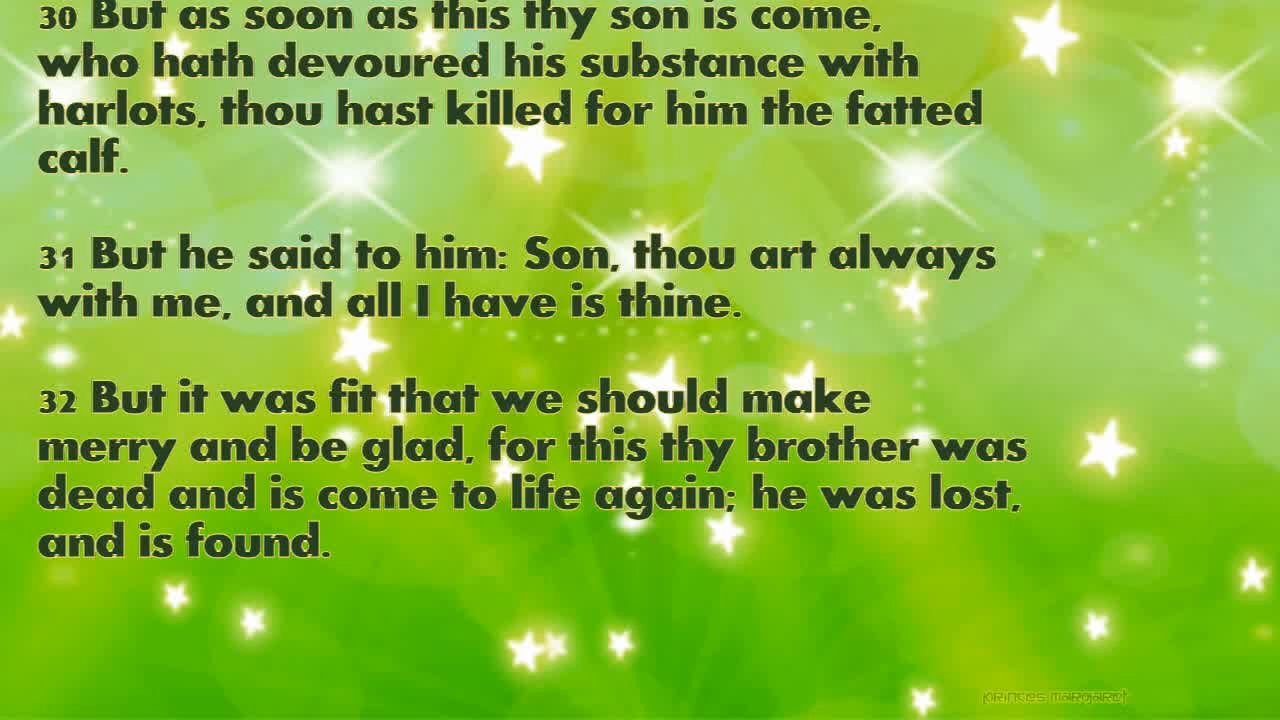 30 But as soon as this thy son is come,
who hath devoured his substance with
harlots, thou hast killed for him the fatted
calf.
31 But he said to him: Son, thou art always
with me, and all I have is thine.
32 But it was fit that we should make
merry and be glad, for this thy brother was
dead and is come to life again; he was lost,
and is found.
PRINCES MARGARET